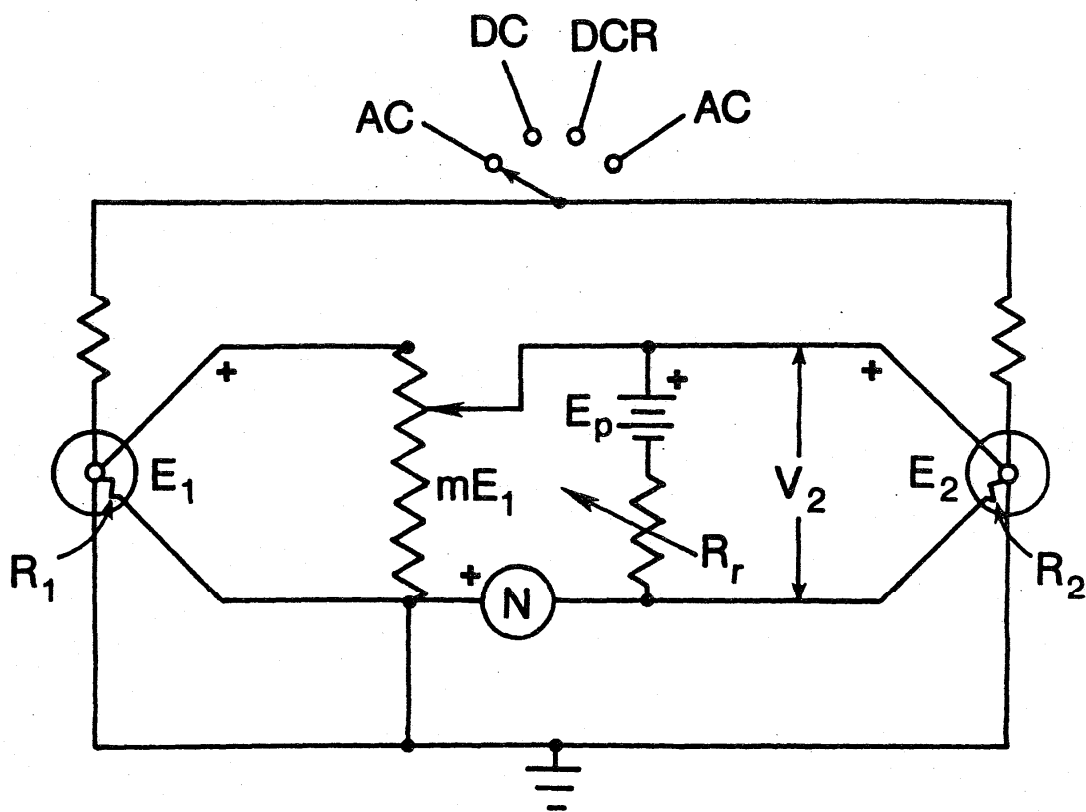 DC DCR
AC AC
+ + +
E₁ mE₁ Eₚ V₂ E₂
R₁ + N Rᵣ R₂